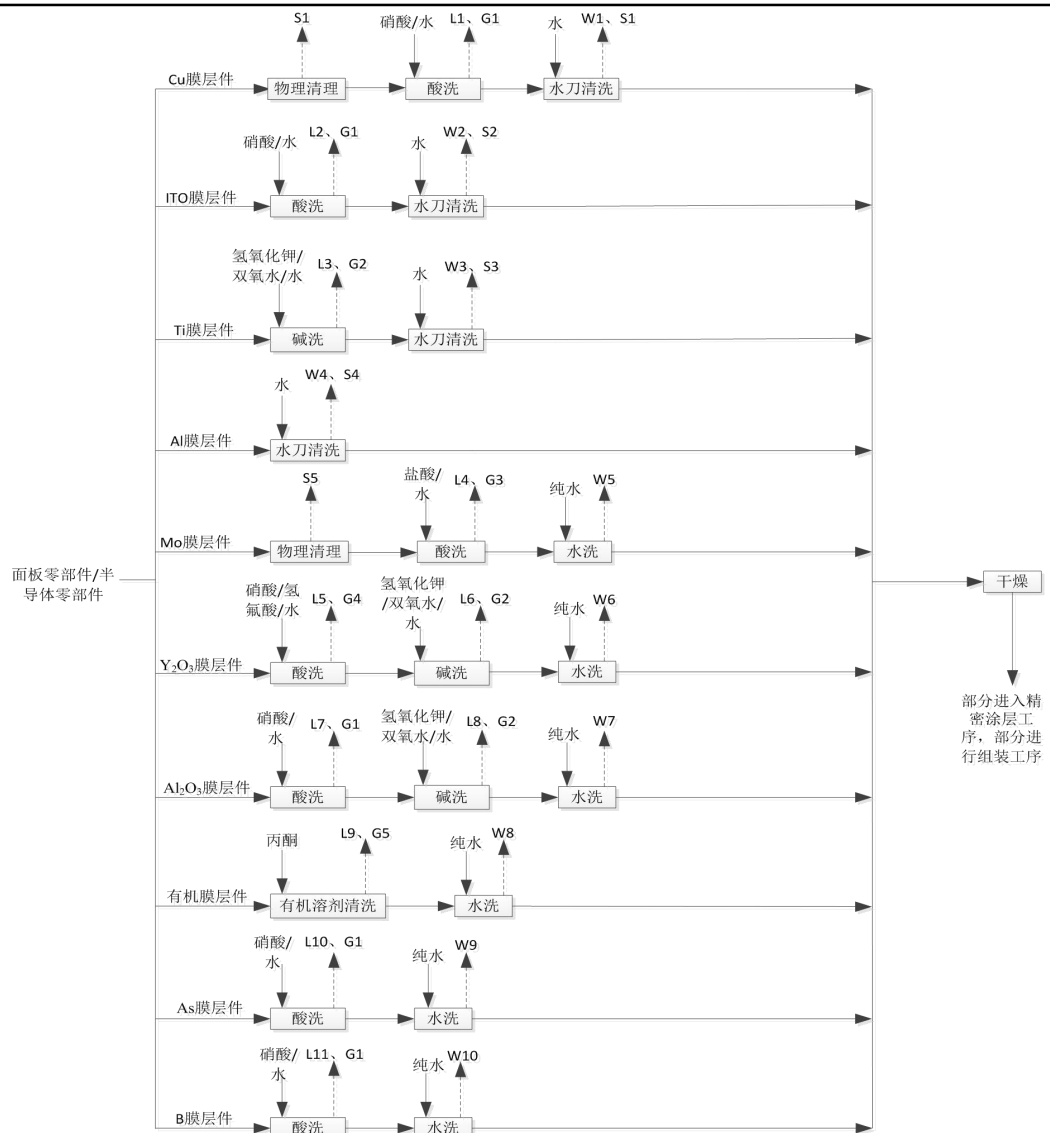 S1
硝酸/水
L1、G1
水
W1、S1
Cu膜层件
物理清理
酸洗
水刀清洗
硝酸/水
L2、G1
水
W2、S2
ITO膜层件
酸洗
水刀清洗
氢氧化钾/
双氧水/水
L3、G2
水
W3、S3
Ti膜层件
碱洗
水刀清洗
水
W4、S4
Al膜层件
水刀清洗
S5
盐酸/
水
L4、G3
纯水
W5
Mo膜层件
物理清理
酸洗
水洗
面板零部件/半
导体零部件
干燥
硝酸/氢
氟酸/水
L5、G4
氢氧化钾
/双氧水/
水
L6、G2
纯水
W6
Y₂O₃膜层件
酸洗
碱洗
水洗
部分进入精
密涂层工
序，部分进
行组装工序
硝酸/
水
L7、G1
氢氧化钾/
双氧水/水
L8、G2
纯水
W7
Al₂O₃膜层件
酸洗
碱洗
水洗
丙酮
L9、G5
纯水
W8
有机膜层件
有机溶剂清洗
水洗
硝酸/
水
L10、G1
纯水
W9
As膜层件
酸洗
水洗
硝酸/
水
L11、G1
纯水
W10
B膜层件
酸洗
水洗